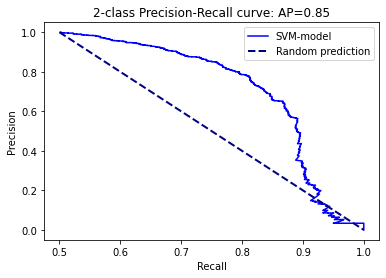 2-class Precision-Recall curve: AP=0.85
SVM-model
Random prediction
Precision
1.0
0.8
0.6
0.4
0.2
0.0
0.5 0.6 0.7 0.8 0.9 1.0
Recall